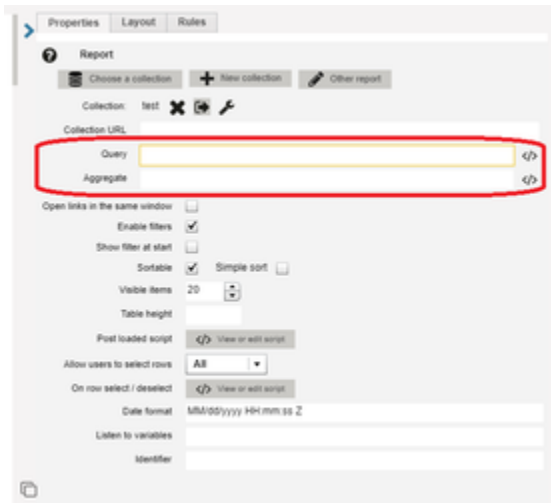 Properties Layout Rules
Report
Choose a collection New collection Other report
Collection: test
Collection URL
Query </>
Aggregate </>
Open links in the same window
Enable filters
Show filter at start
Sortable Simple sort
Visible items 20
Table height
Post loaded script </> View or edit script
Allow users to select rows All
On row select / deselect </> View or edit script
Date format MM/dd/yyyy HH:mm:ss Z
Listen to variables
Identifier